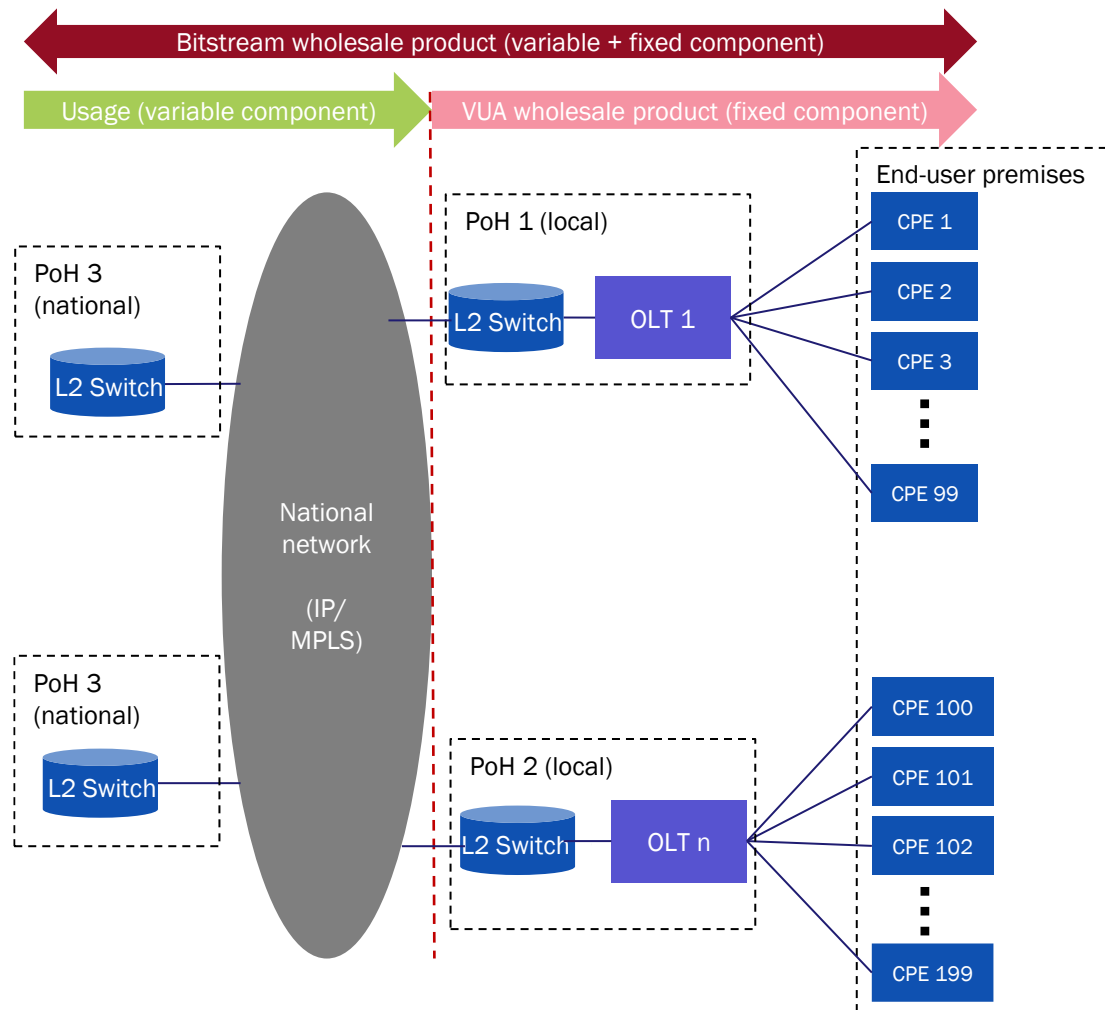 Bitstream wholesale product (variable + fixed component)
Usage (variable component)
VUA wholesale product (fixed component)
End-user premises
PoH 1 (local)
CPE 1
PoH 3
(national)
CPE 2
L2 Switch
OLT 1
L2 Switch
CPE 3
CPE 99
National
network
(IP/
MPLS)
PoH 3
(national)
CPE 100
PoH 2 (local)
L2 Switch
CPE 101
L2 Switch
OLT n
CPE 102
CPE 199